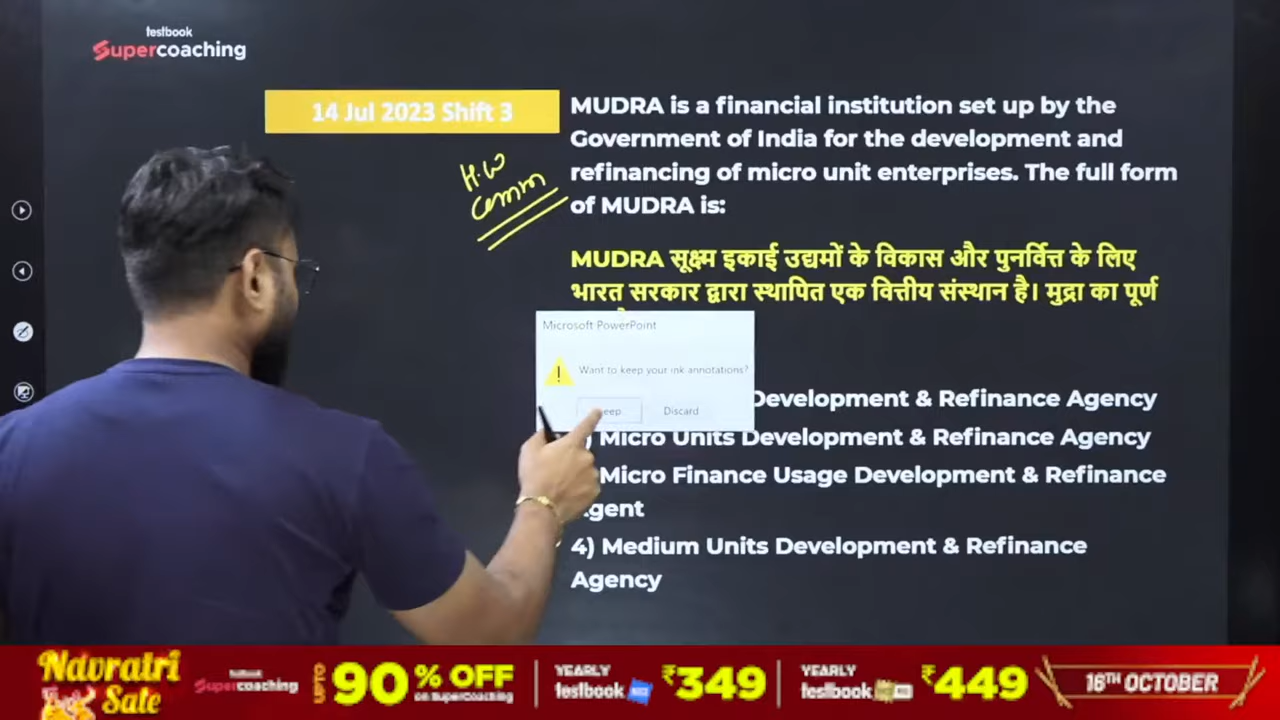 testbook
Supercoaching
14 Jul 2023 Shift 3
H.W
Comm
MUDRA is a financial institution set up by the
Government of India for the development and
refinancing of micro unit enterprises. The full form
of MUDRA is:
MUDRA सूक्ष्म इकाई उद्यमों के विकास और पुनर्वित्त के लिए
भारत सरकार द्वारा स्थापित एक वित्तीय संस्थान है। मुद्रा का पूर्ण
Microsoft PowerPoint
Want to keep your ink annotations?
Discard
Development & Refinance Agency
Micro Units Development & Refinance Agency
Micro Finance Usage Development & Refinance
4) Medium Units Development & Refinance
Agency
Navratri
Sale
testbook
Supercoaching
UPTO
90% OFF
on SuperCoaching
YEARLY
testbook
₹349
YEARLY
testbook
₹449
16TH OCTOBER